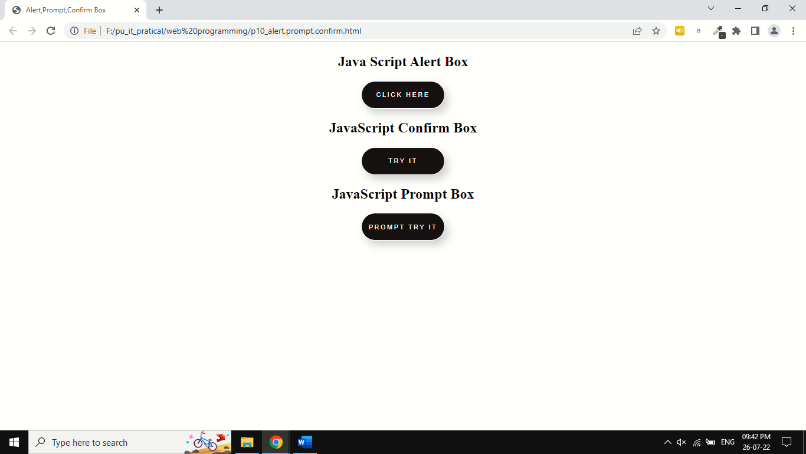 Alert,Prompt,Confirm Box
File
F:/pu_it_pratical/web%20programming/p10_alert.prompt.confirm.html
Java Script Alert Box
CLICK HERE
JavaScript Confirm Box
TRY IT
JavaScript Prompt Box
PROMPT TRY IT
Type here to search
W
ENG
09:42 PM
26-07-22